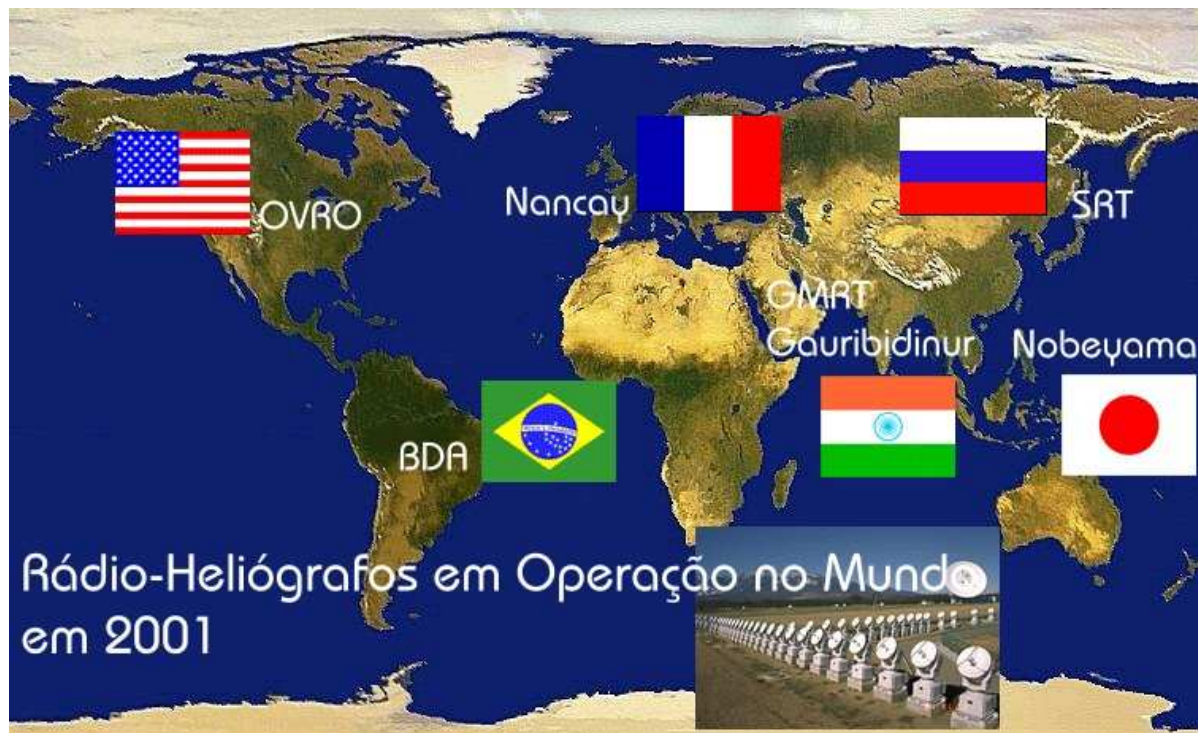 OVRO
Nancay
SRT
GMRT
Gauribidinur
Nobeyama
BDA
Rádio-Heliógrafos em Operação no Mundo
em 2001